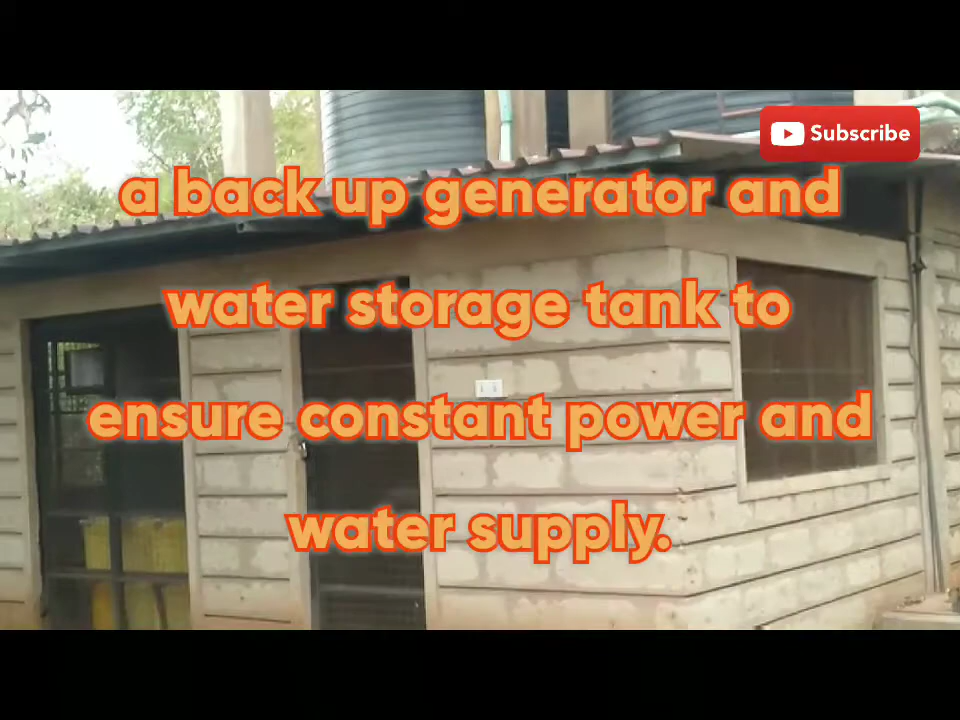 Subscribe
a back up generator and
water storage tank to
ensure constant power and
water supply.